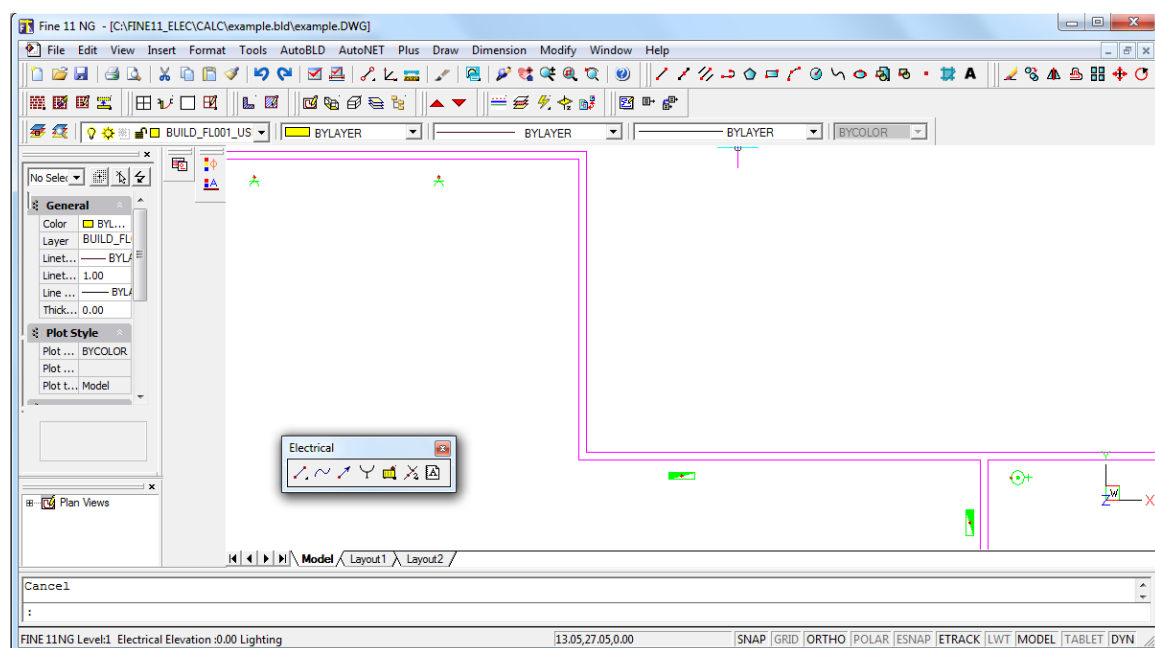 Fine 11 NG - [C:\FINE11_ELEC\CALC\example.bld\example.DWG]
File Edit View Insert Format Tools AutoBLD AutoNET Plus Draw Dimension Modify Window Help
BUILD_FL001_US BYLAYER BYLAYER BYLAYER BYCOLOR
No Selec
General
Color BYL...
Layer BUILD_FL
Linet... BYLA
Linet... 1.00
Line ... BYLA
Thick... 0.00
Plot Style
Plot ... BYCOLOR
Plot ...
Plot t... Model
Electrical
A
Plan Views
Y
W
Z X
Model Layout1 Layout2
Cancel
:
FINE 11NG Level:1 Electrical Elevation :0.00 Lighting 13.05,27.05,0.00 SNAP GRID ORTHO POLAR ESNAP ETRACK LWT MODEL TABLET DYN